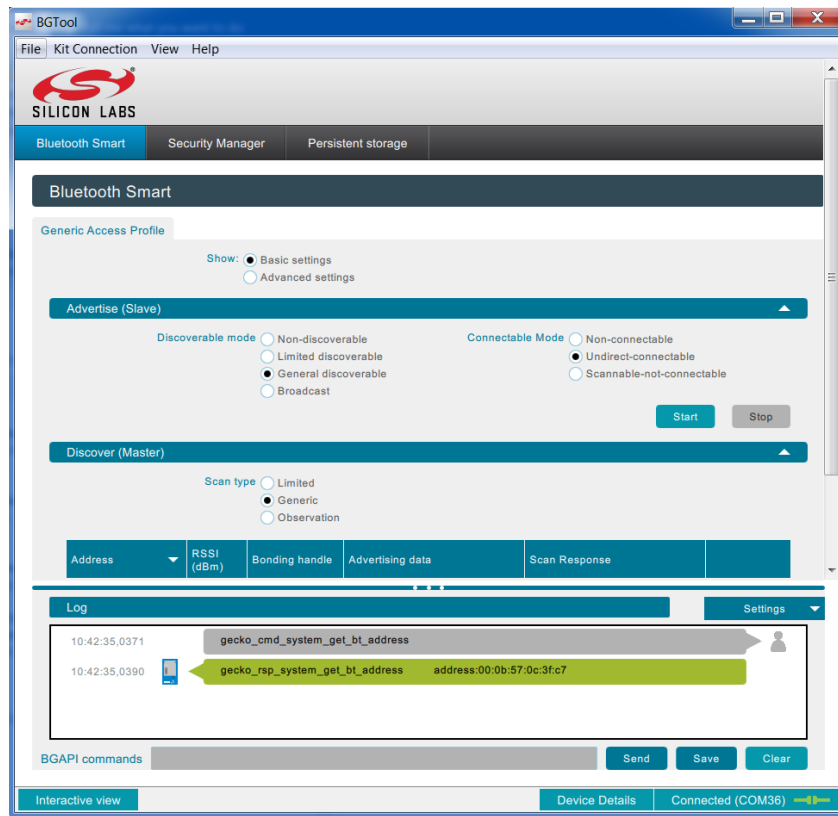 BGTool
File Kit Connection View Help
SILICON LABS
Bluetooth Smart Security Manager Persistent storage
Bluetooth Smart
Generic Access Profile
Show: Basic settings
Advanced settings
Advertise (Slave)
Discoverable mode Non-discoverable Connectable Mode Non-connectable
Limited discoverable Undirect-connectable
General discoverable Scannable-not-connectable
Broadcast
Start Stop
Discover (Master)
Scan type Limited
Generic
Observation
Address RSSI (dBm) Bonding handle Advertising data Scan Response
Log Settings
10:42:35,0371 gecko_cmd_system_get_bt_address
10:42:35,0390 gecko_rsp_system_get_bt_address address:00:0b:57:0c:3f:c7
BGAPI commands Send Save Clear
Interactive view Device Details Connected (COM36)